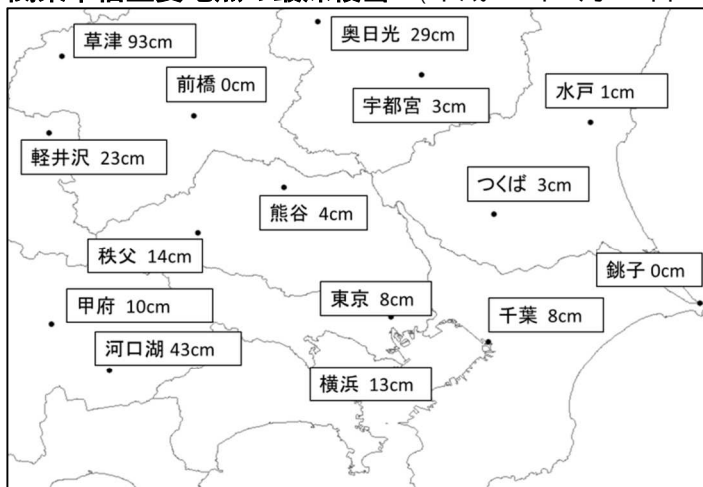 草津 93cm
奥日光 29cm
前橋 0cm
宇都宮 3cm
水戸 1cm
軽井沢 23cm
つくば 3cm
熊谷 4cm
秩父 14cm
銚子 0cm
甲府 10cm
東京 8cm
千葉 8cm
河口湖 43cm
横浜 13cm